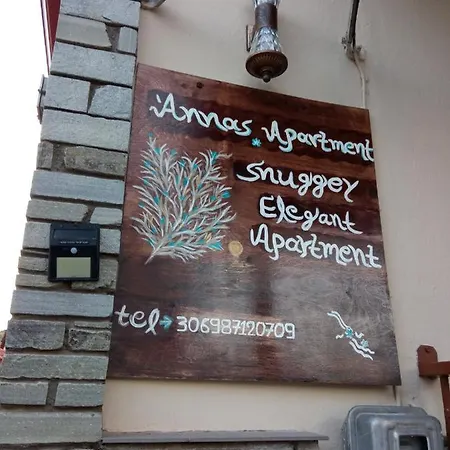 Annas Apartment
Snuggey
Elegant
Apartment
tel 306987120709